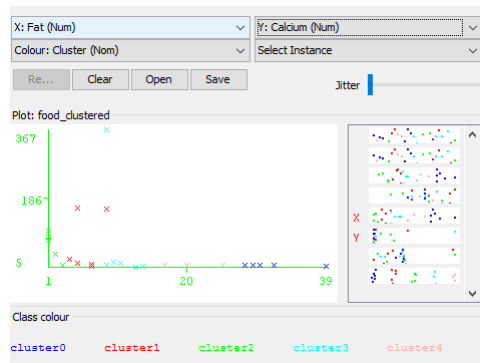 X: Fat (Num) Y: Calcium (Num)
Colour: Cluster (Nom) Select Instance
Re... Clear Open Save Jitter
Plot: food_clustered
367
186
5
1 20 39
X
Y
Class colour
cluster0 cluster1 cluster2 cluster3 cluster4